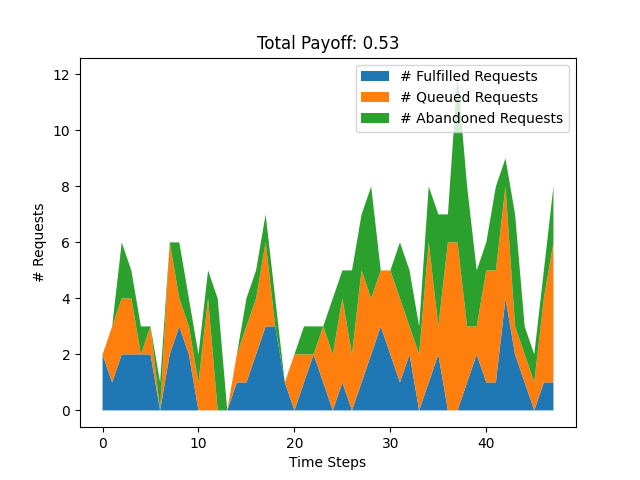 Total Payoff: 0.53
# Fulfilled Requests
# Queued Requests
# Abandoned Requests
12
10
8
6
4
2
0
# Requests
0 10 20 30 40
Time Steps